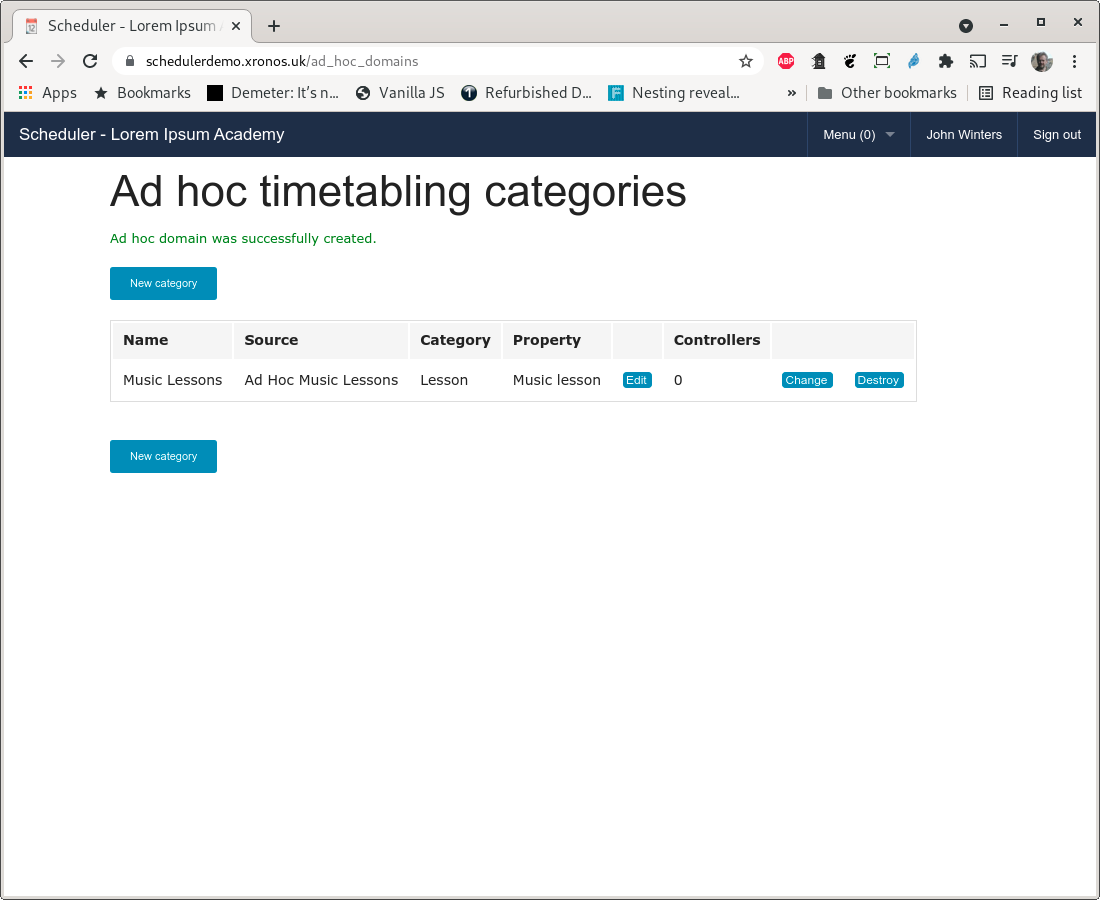 Scheduler - Lorem Ipsum
schedulerdemo.xronos.uk/ad_hoc_domains
ABP
Apps Bookmarks Demeter: It's n... Vanilla JS Refurbished D... Nesting reveal... » Other bookmarks Reading list
Scheduler - Lorem Ipsum Academy Menu (0) John Winters Sign out
Ad hoc timetabling categories
Ad hoc domain was successfully created.
New category
Name Source Category Property Controllers
Music Lessons Ad Hoc Music Lessons Lesson Music lesson Edit 0 Change Destroy
New category